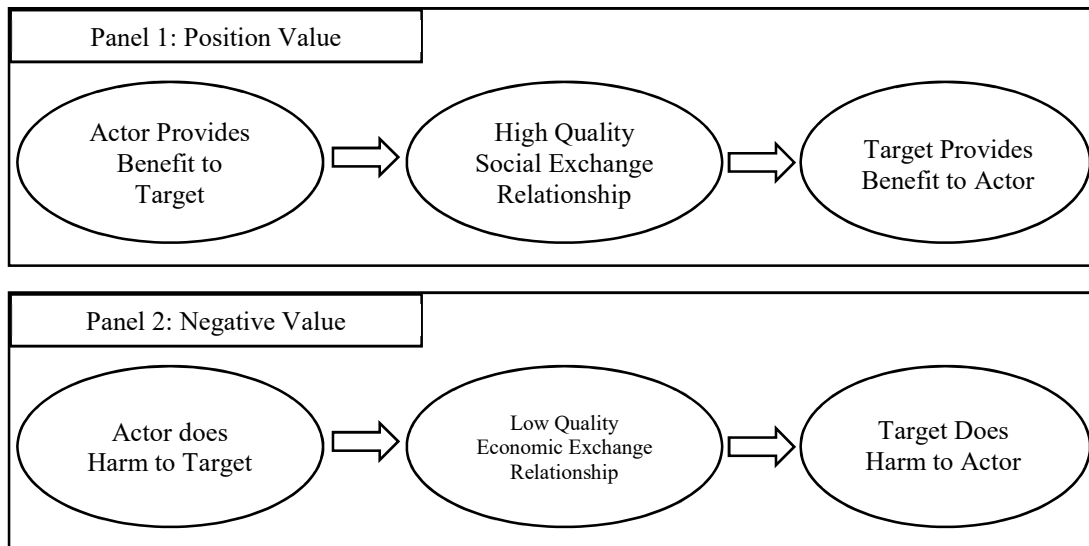 Panel 1: Position Value
Actor Provides
Benefit to
Target
High Quality
Social Exchange
Relationship
Target Provides
Benefit to Actor
Panel 2: Negative Value
Actor does
Harm to Target
Low Quality
Economic Exchange
Relationship
Target Does
Harm to Actor